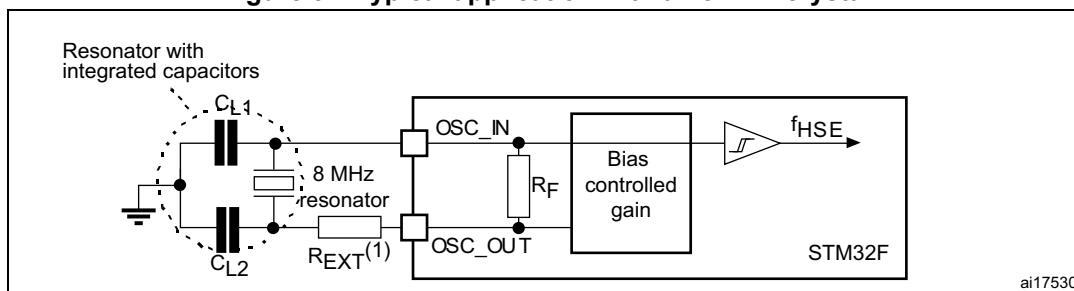 Resonator with
integrated capacitors
CL1
OSC_IN
fHSE
8 MHz
resonator
RF
Bias
controlled
gain
REXT(1)
OSC_OUT
STM32F
CL2
ai17530